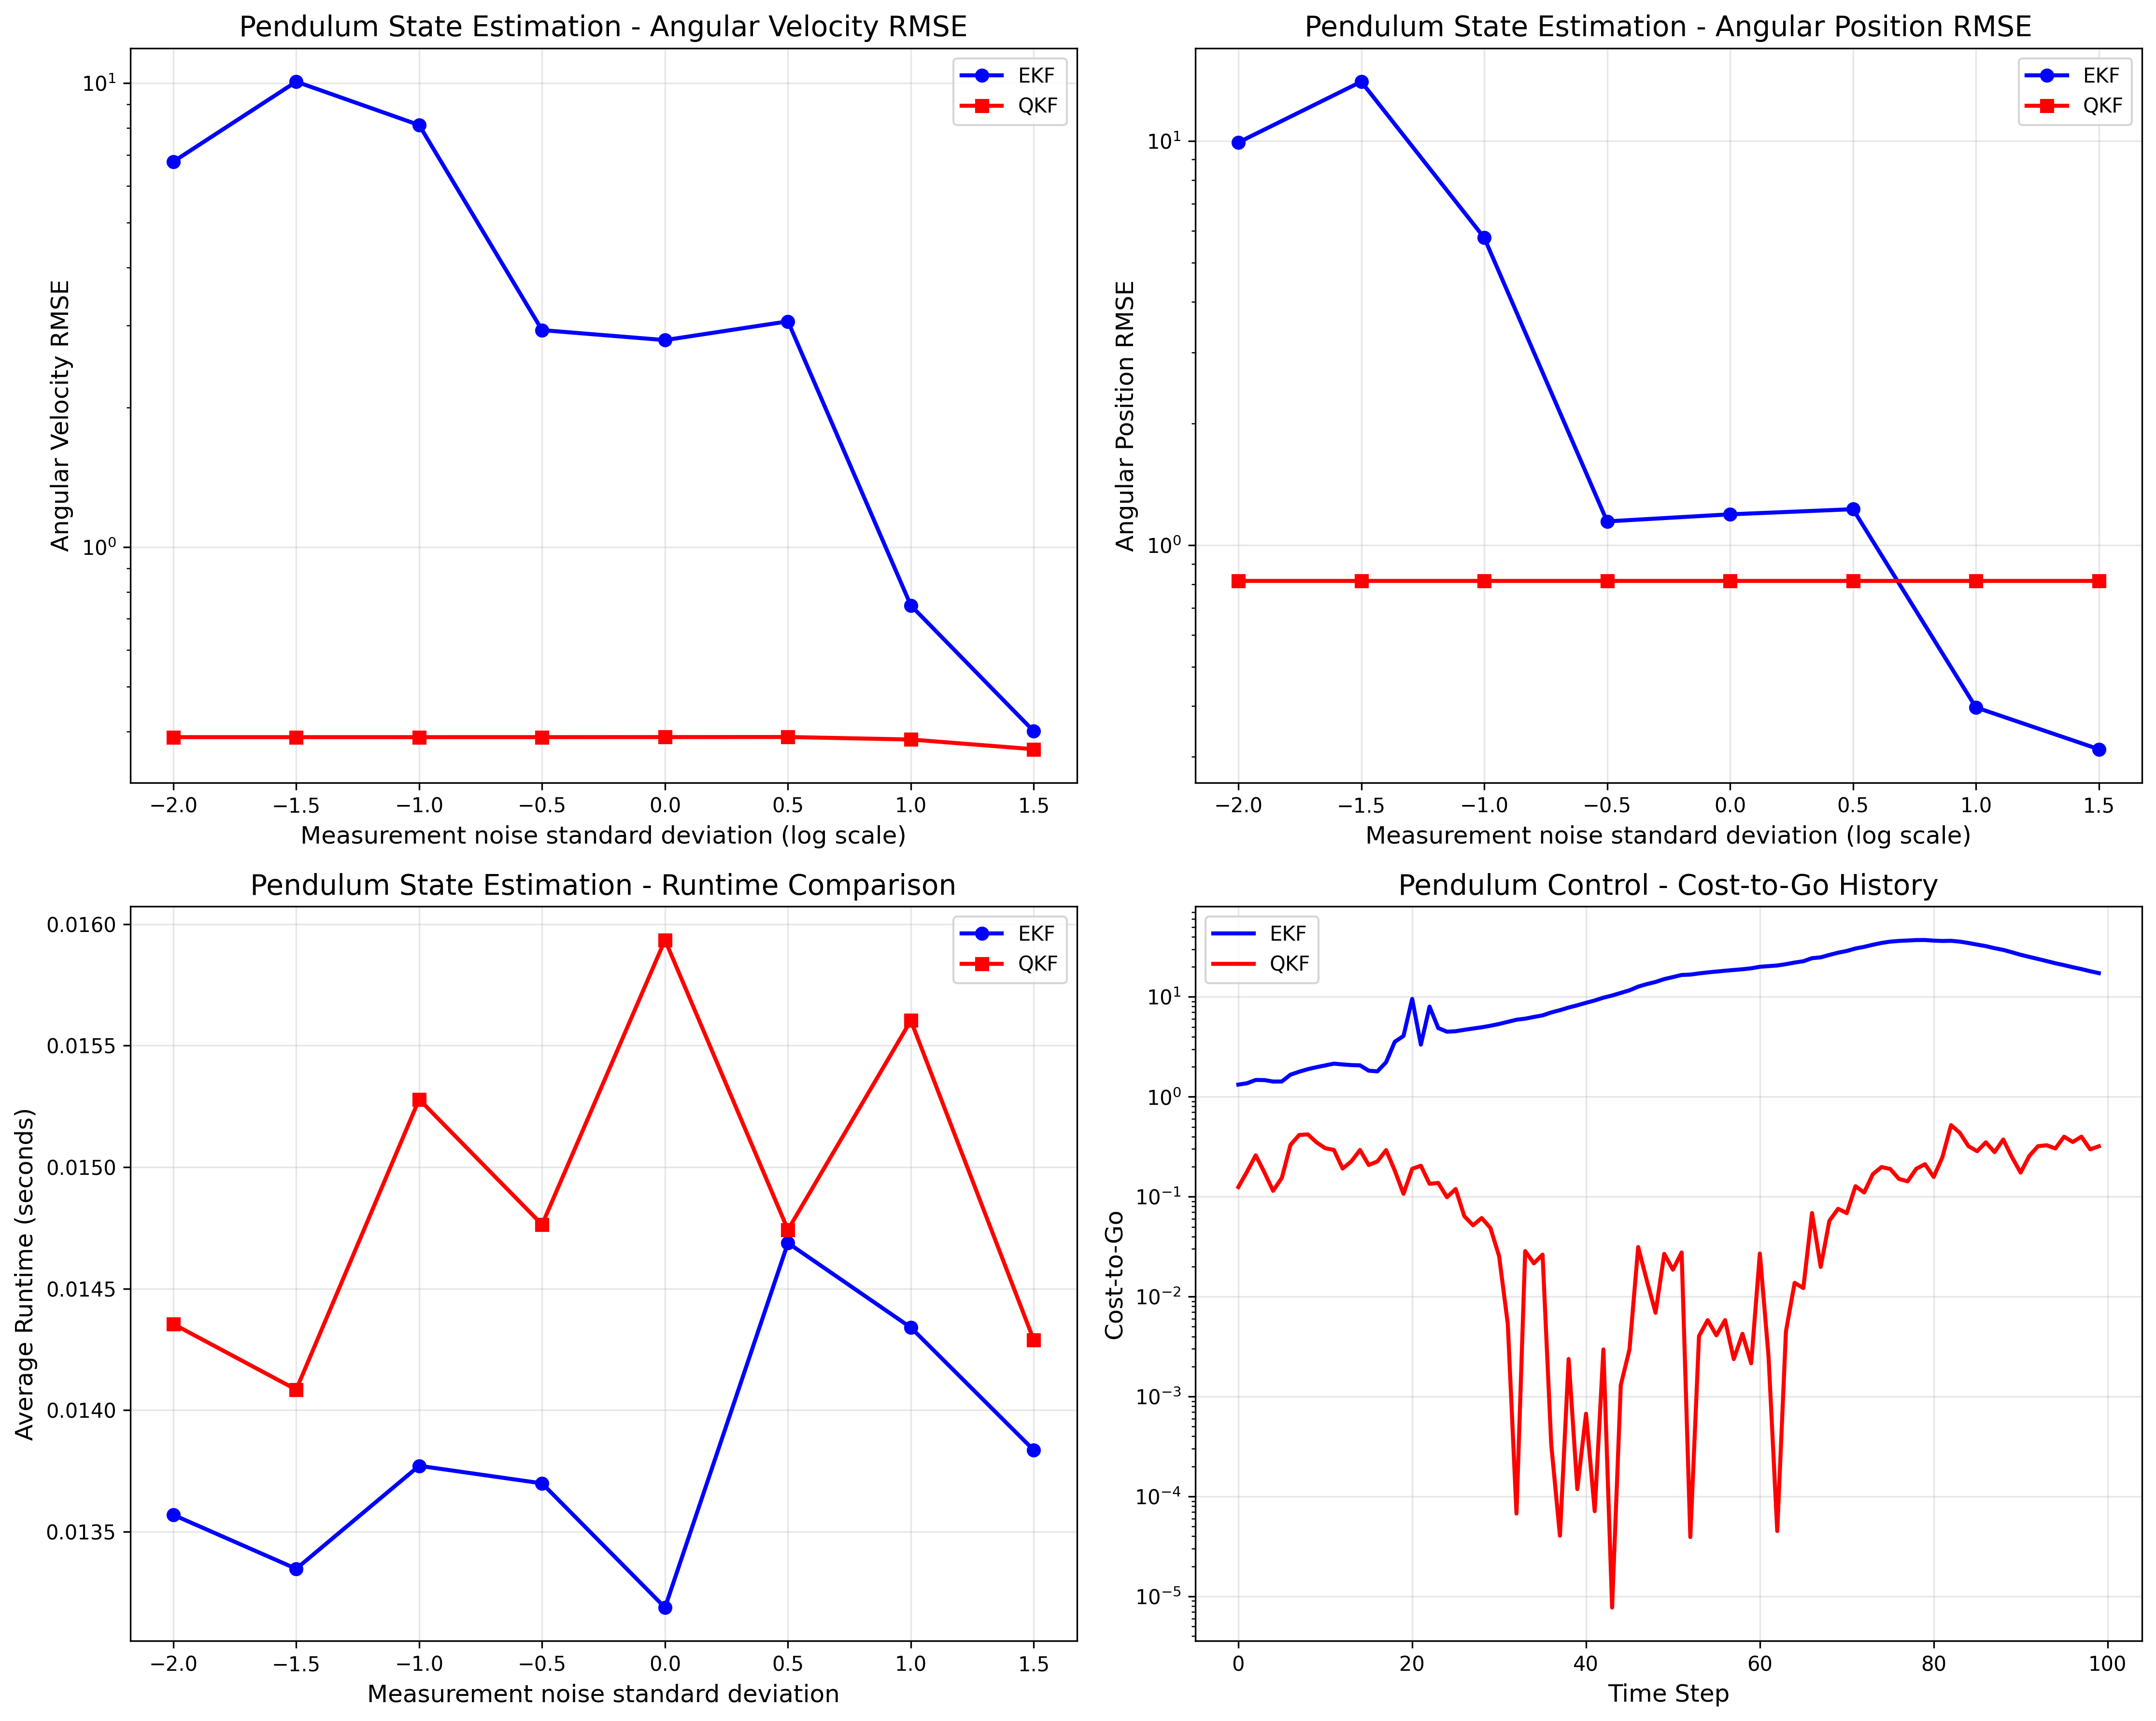 Pendulum State Estimation - Angular Velocity RMSE
Angular Velocity RMSE
10¹
10⁰
EKF
QKF
−2.0 −1.5 −1.0 −0.5 0.0 0.5 1.0 1.5
Measurement noise standard deviation (log scale)
Pendulum State Estimation - Angular Position RMSE
Angular Position RMSE
10¹
10⁰
EKF
QKF
−2.0 −1.5 −1.0 −0.5 0.0 0.5 1.0 1.5
Measurement noise standard deviation (log scale)
Pendulum State Estimation - Runtime Comparison
Average Runtime (seconds)
0.0160
0.0155
0.0150
0.0145
0.0140
0.0135
EKF
QKF
−2.0 −1.5 −1.0 −0.5 0.0 0.5 1.0 1.5
Measurement noise standard deviation
Pendulum Control - Cost-to-Go History
Cost-to-Go
10¹
10⁰
10⁻¹
10⁻²
10⁻³
10⁻⁴
10⁻⁵
EKF
QKF
0 20 40 60 80 100
Time Step